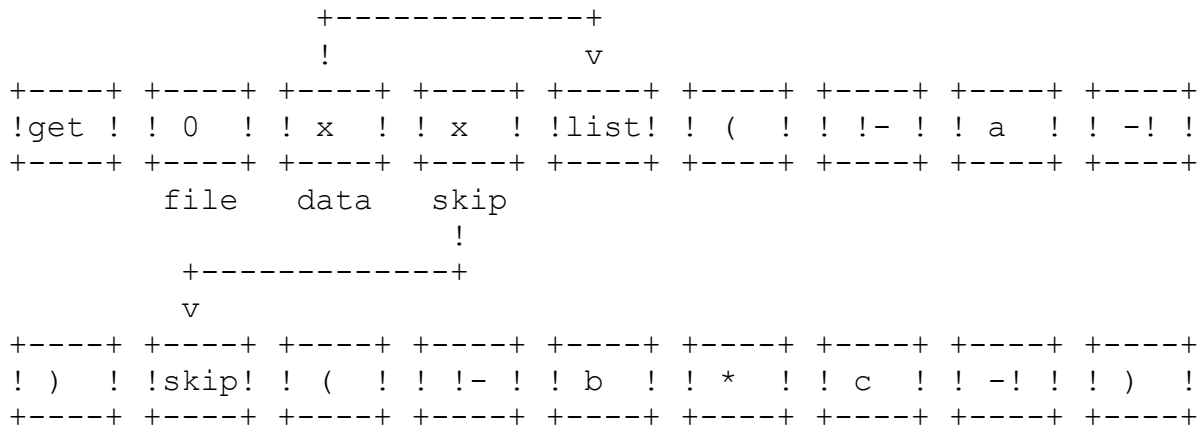 +-------------+
                !             v
+----+ +----+ +----+ +----+ +----+ +----+ +----+ +----+ +----+
!get ! ! 0  ! ! x  ! ! x  ! !list! ! (  ! ! !- ! ! a  ! ! -! !
+----+ +----+ +----+ +----+ +----+ +----+ +----+ +----+ +----+
        file   data   skip
                       !
         +-------------+
         v
+----+ +----+ +----+ +----+ +----+ +----+ +----+ +----+ +----+
! )  ! !skip! ! (  ! ! !- ! ! b  ! ! *  ! ! c  ! ! -! ! ! )  !
+----+ +----+ +----+ +----+ +----+ +----+ +----+ +----+ +----+